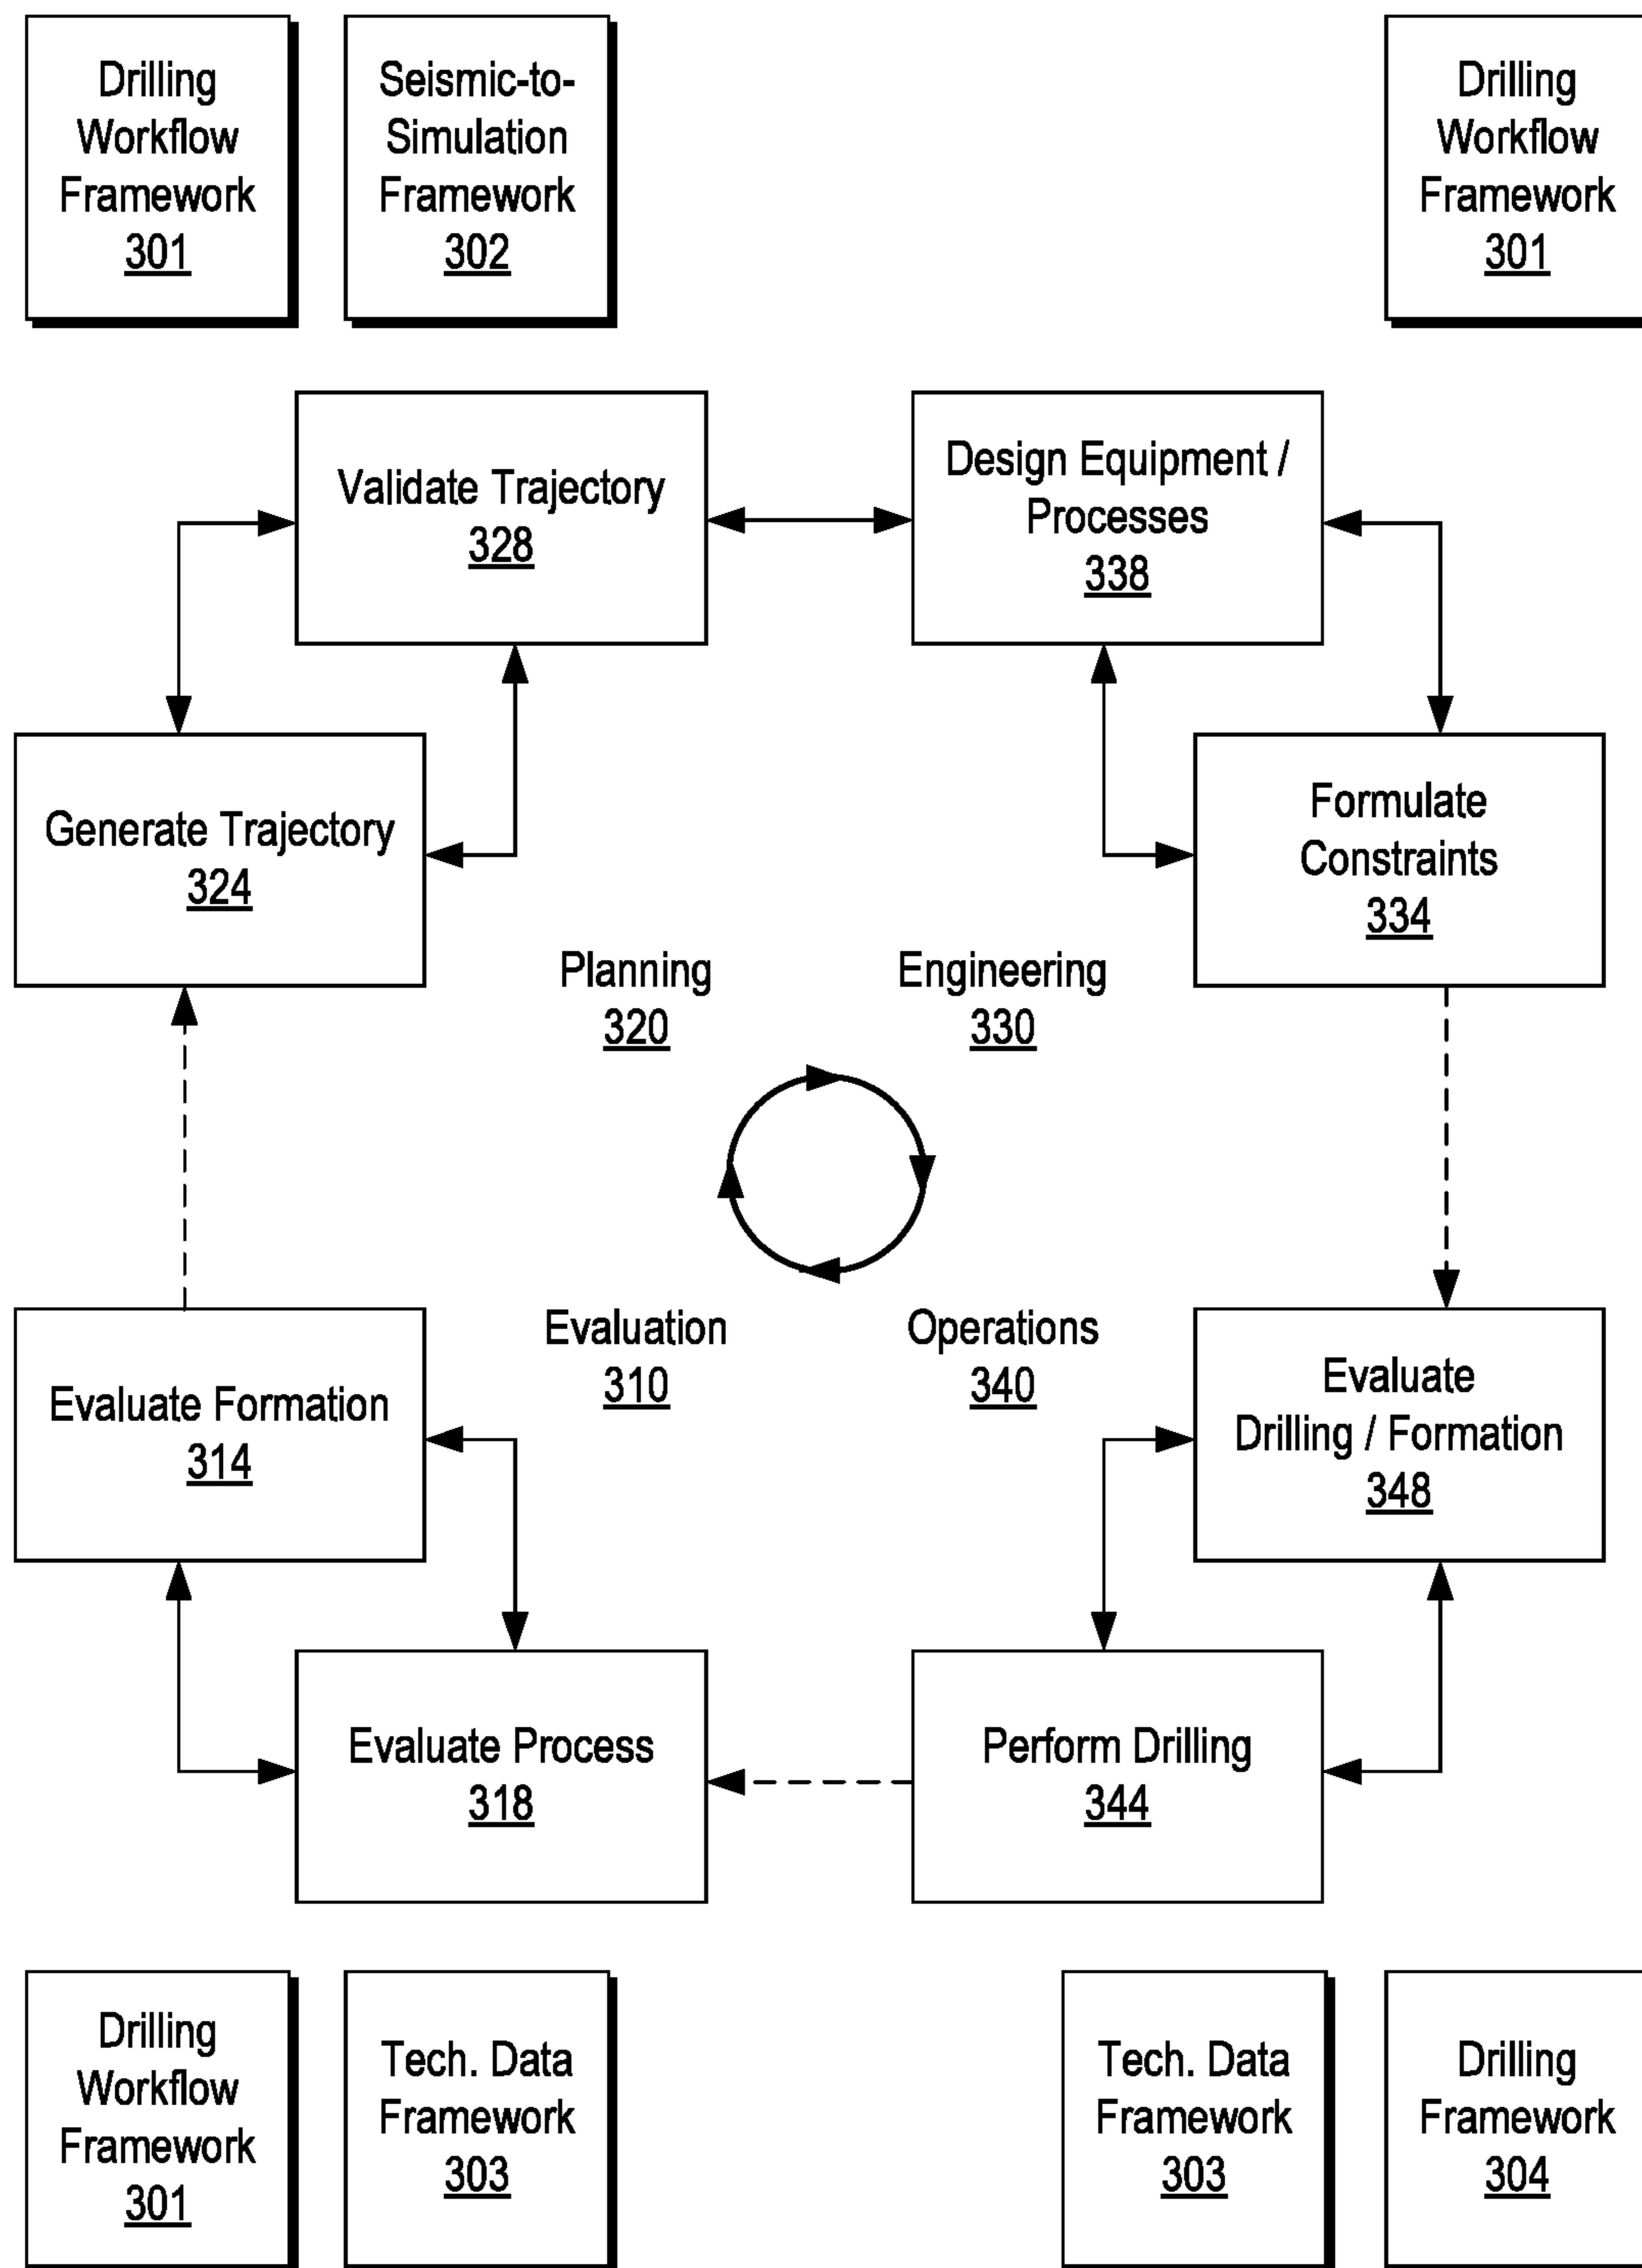 Drilling
Workflow
Framework
301
Seismic-to-
Simulation
Framework
302
Drilling
Workflow
Framework
301
Validate Trajectory
328
Design Equipment /
Processes
338
Generate Trajectory
324
Formulate
Constraints
334
Planning
320
Engineering
330
Evaluation
310
Operations
340
Evaluate Formation
314
Evaluate
Drilling / Formation
348
Evaluate Process
318
Perform Drilling
344
Drilling
Workflow
Framework
301
Tech. Data
Framework
303
Tech. Data
Framework
303
Drilling
Framework
304